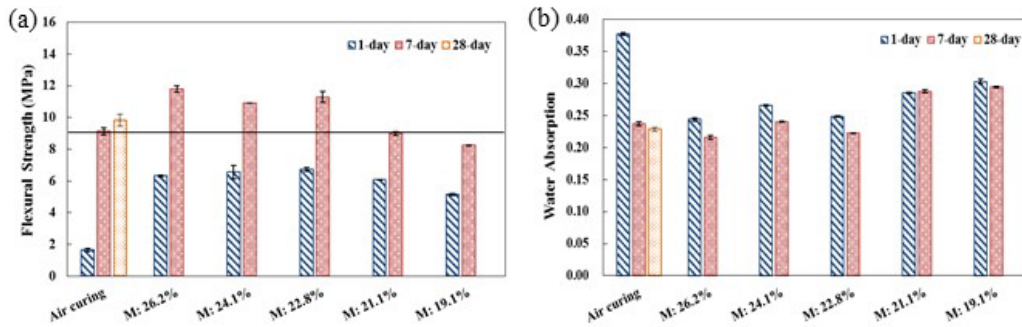 (a)
Flexural Strength (MPa)
16
14
12
10
8
6
4
2
0
1-day 7-day 28-day
Air curing M: 26.2% M: 24.1% M: 22.8% M: 21.1% M: 19.1%
(b)
Water Absorption
0.40
0.35
0.30
0.25
0.20
0.15
0.10
0.05
0.00
1-day 7-day 28-day
Air curing M: 26.2% M: 24.1% M: 22.8% M: 21.1% M: 19.1%